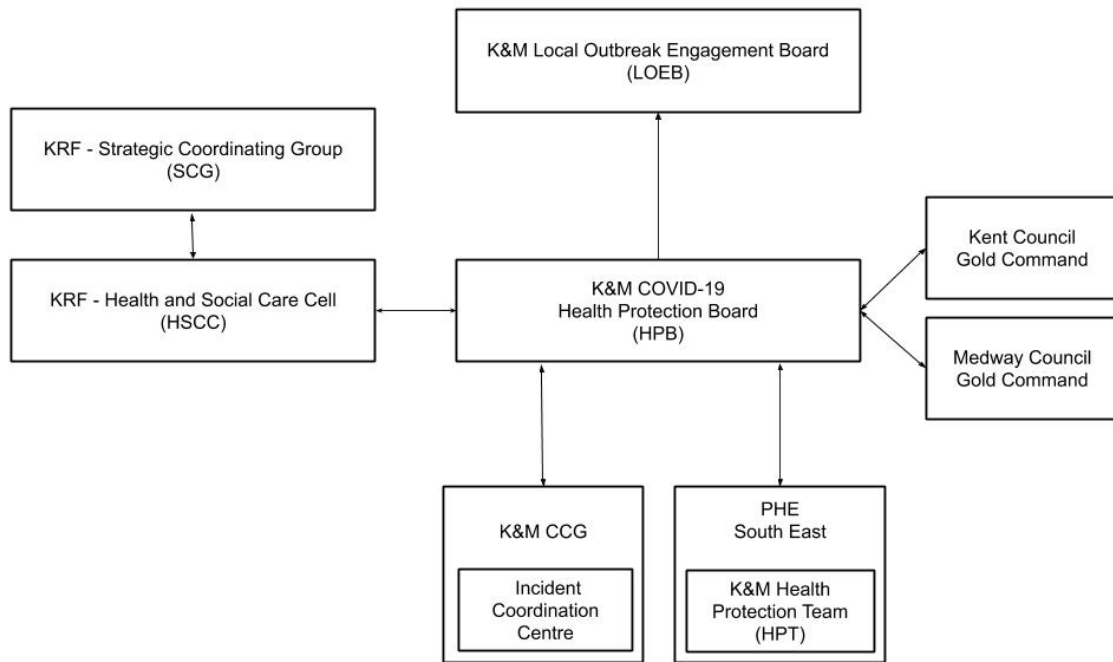 K&M Local Outbreak Engagement Board
(LOEB)
KRF - Strategic Coordinating Group
(SCG)
Kent Council
Gold Command
KRF - Health and Social Care Cell
(HSCC)
K&M COVID-19
Health Protection Board
(HPB)
Medway Council
Gold Command
K&M CCG
Incident
Coordination
Centre
PHE
South East
K&M Health
Protection Team
(HPT)